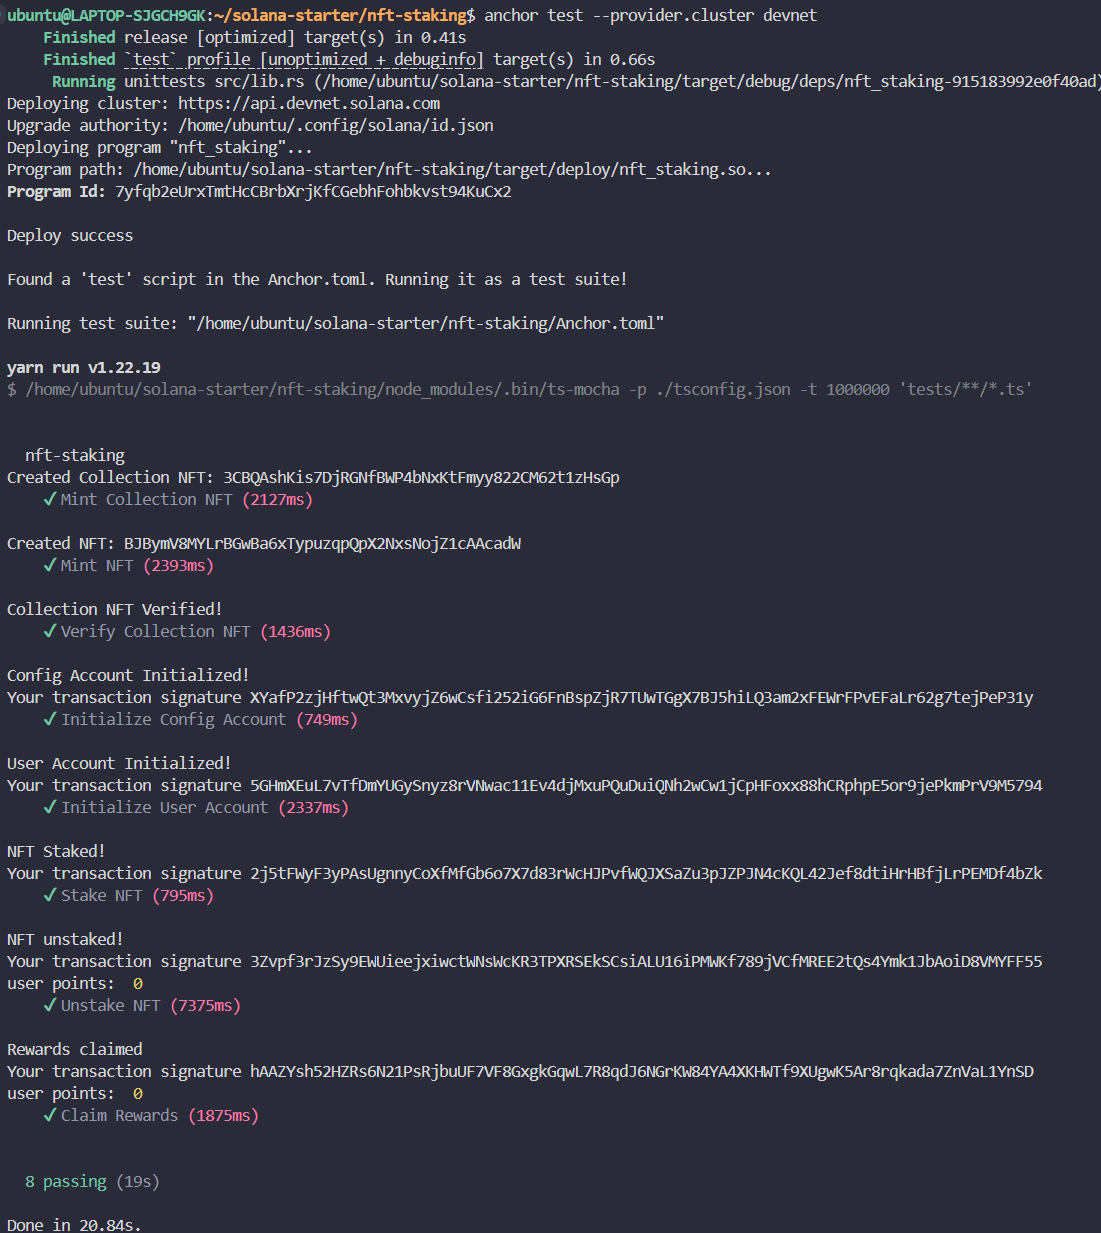 ubuntu@LAPTOP-SJGCH9GK:~/solana-starter/nft-staking$ anchor test --provider.cluster devnet
Finished release [optimized] target(s) in 0.41s
Finished `test` profile [unoptimized + debuginfo] target(s) in 0.66s
Running unittests src/lib.rs (/home/ubuntu/solana-starter/nft-staking/target/debug/deps/nft_staking-915183992e0f40ad)
Deploying cluster: https://api.devnet.solana.com
Upgrade authority: /home/ubuntu/.config/solana/id.json
Deploying program "nft_staking"...
Program path: /home/ubuntu/solana-starter/nft-staking/target/deploy/nft_staking.so...
Program Id: 7yfqb2eUrxTmtHcCBrbXrjKfCGebhFohbkvst94KuCx2
Deploy success
Found a 'test' script in the Anchor.toml. Running it as a test suite!
Running test suite: "/home/ubuntu/solana-starter/nft-staking/Anchor.toml"
yarn run v1.22.19
$ /home/ubuntu/solana-starter/nft-staking/node_modules/.bin/ts-mocha -p ./tsconfig.json -t 1000000 'tests/**/*.ts'
nft-staking
Created Collection NFT: 3CBQAshKis7DjRGNfBWP4bNxKtFmyy822CM62t1zHsGp
✓ Mint Collection NFT (2127ms)
Created NFT: BJBymV8MYLrBGwBa6xTypuzqpQpX2NxsNojZ1cAAcadW
✓ Mint NFT (2393ms)
Collection NFT Verified!
✓ Verify Collection NFT (1436ms)
Config Account Initialized!
Your transaction signature XYafP2zjHftwQt3MxvyjZ6wCsfi252iG6FnBspZjR7TUwTGgX7BJ5hiLQ3am2xFEWrFPvEFaLr62g7tejPeP31y
✓ Initialize Config Account (749ms)
User Account Initialized!
Your transaction signature 5GHmXEuL7vTfDmYUGySnyz8rVNwac11Ev4djMxuPQuDuiQNh2wCw1jCpHFoxx88hCRphpE5or9jePkmPrV9M5794
✓ Initialize User Account (2337ms)
NFT Staked!
Your transaction signature 2j5tFWyF3yPAsUgnnyCoXfMfGb6o7X7d83rWcHJPvfWQJXSaZu3pJZPJN4cKQL42Jef8dtiHrHBfjLrPEMDf4bZk
✓ Stake NFT (795ms)
NFT unstaked!
Your transaction signature 3Zvpf3rJzSy9EWUieejxiwctWNsWcKR3TPXRSEkSCsiALU16iPMWKf789jVCfMREE2tQs4Ymk1JbAoiD8VMYFF55
user points: 0
✓ Unstake NFT (7375ms)
Rewards claimed
Your transaction signature hAAZYsh52HZRs6N21PsRjbuUF7VF8GxgkGqwL7R8qdJ6NGrKW84YA4XKHWTf9XUgwK5Ar8rqkada7ZnVaL1YnSD
user points: 0
✓ Claim Rewards (1875ms)
8 passing (19s)
Done in 20.84s.